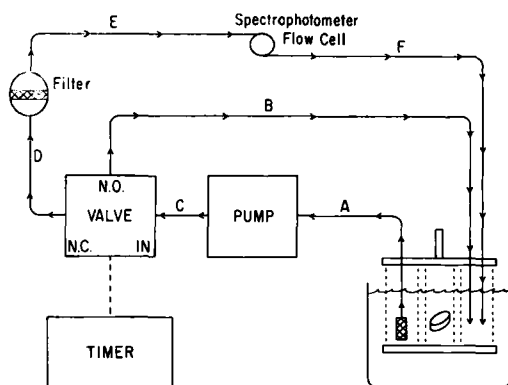 E
Spectrophotometer
Flow Cell
F
Filter
B
D
N.O.
VALVE
N.C. IN
C
PUMP
A
TIMER